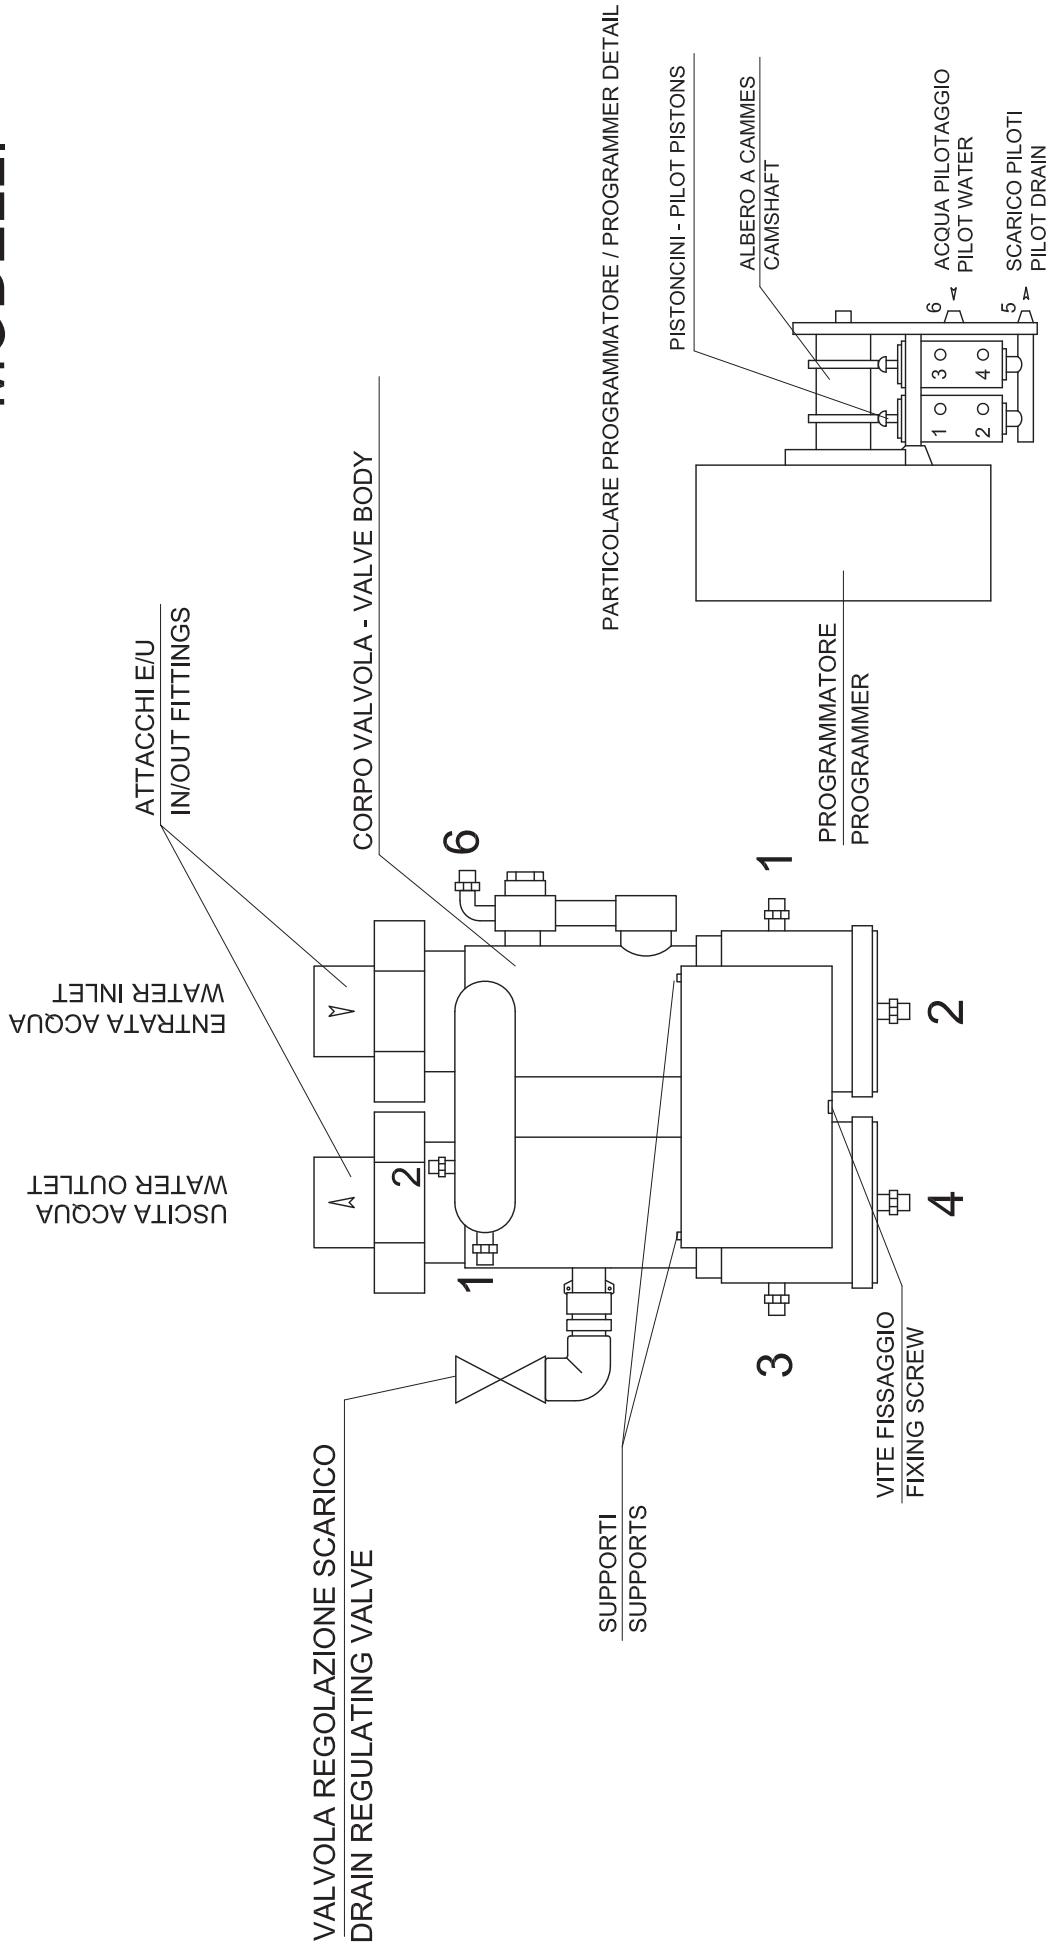 VALVOLA REGOLAZIONE SCARICO
DRAIN REGULATING VALVE
USCITA ACQUA
WATER OUTLET
ENTRATA ACQUA
WATER INLET
ATTACCHI E/U
IN/OUT FITTINGS
CORPO VALVOLA - VALVE BODY
2
1
6
3
4
2
1
SUPPORTI
SUPPORTS
VITE FISSAGGIO
FIXING SCREW
PARTICOLARE PROGRAMMATORE / PROGRAMMER DETAIL
PISTONCINI - PILOT PISTONS
ALBERO A CAMMES
CAMSHAFT
ACQUA PILOTAGGIO
PILOT WATER
SCARICO PILOTI
PILOT DRAIN
PROGRAMMATORE
PROGRAMMER
1
3
6
2
4
5